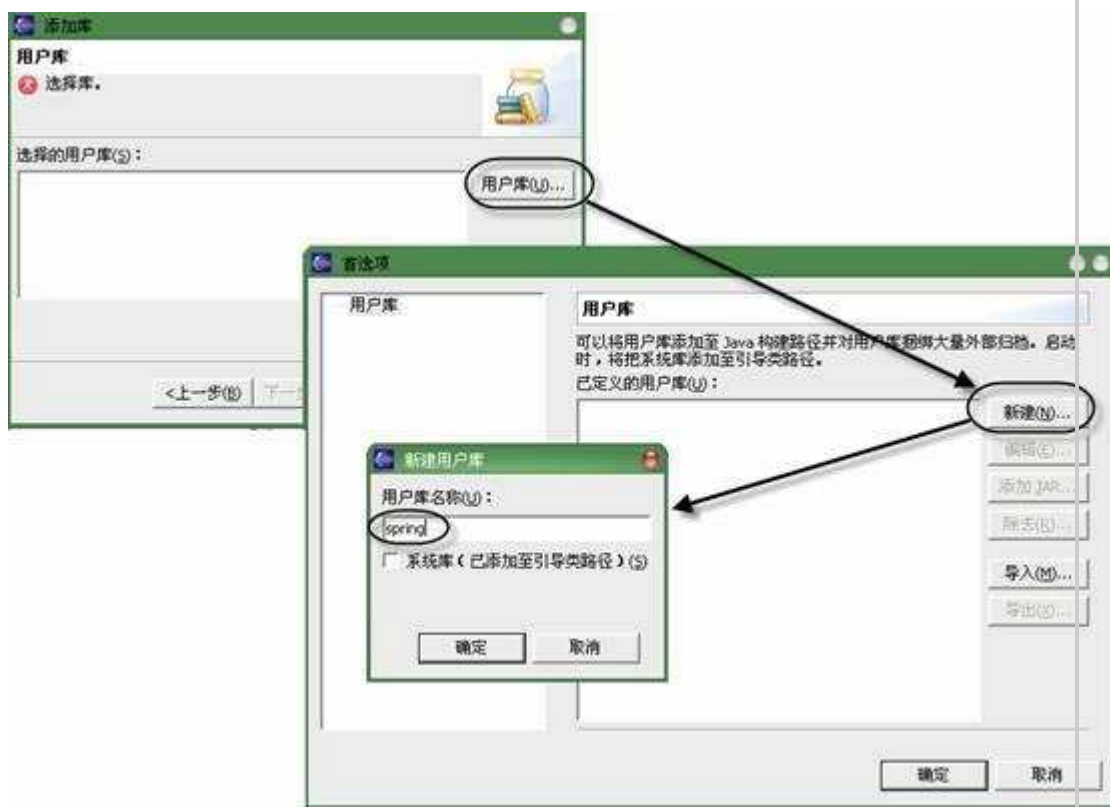 添加库
用户库
选择库。
选择的用户库(S)：
用户库(U)...
<上一步(B)
首选项
用户库
用户库
可以将用户库添加至 Java 构建路径并对用户库捆绑大量外部归档。启动
时，将把系统库添加至引导类路径。
已定义的用户库(U)：
新建(N)...
编辑(E)...
添加 JAR...
除去(R)...
导入(M)...
导出(O)...
新建用户库
用户库名称(U)：
spring
系统库（已添加至引导类路径）(S)
确定
取消
确定
取消